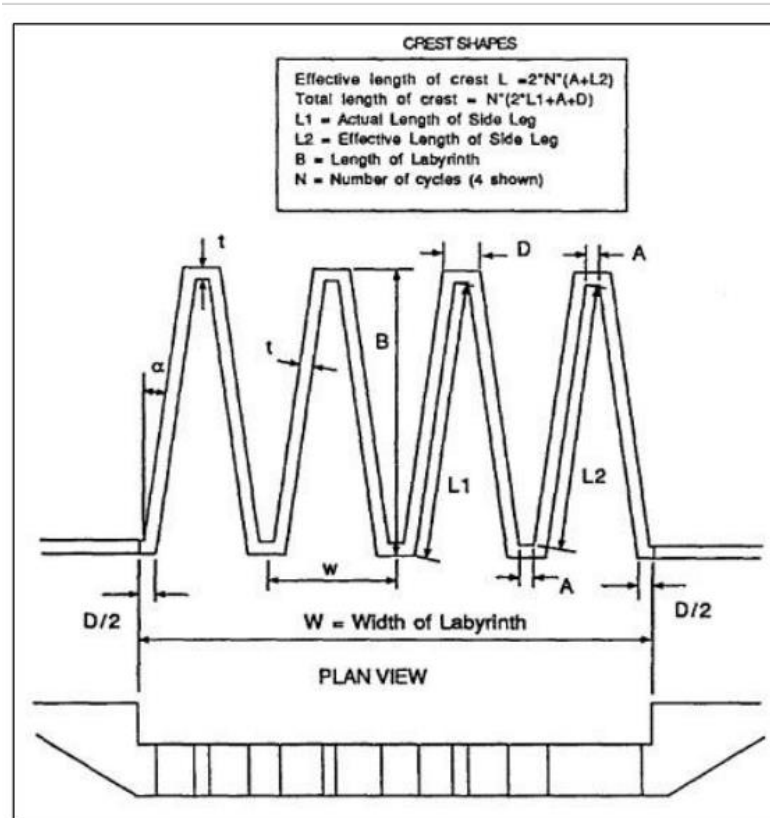 CREST SHAPES
Effective length of crest L =2*N*(A+L2)
Total length of crest = N*(2*L1+A+D)
L1 = Actual Length of Side Leg
L2 = Effective Length of Side Leg
B = Length of Labyrinth
N = Number of cycles (4 shown)
t
D
A
B
t
α
L1
L2
w
A
D/2
W = Width of Labyrinth
D/2
PLAN VIEW